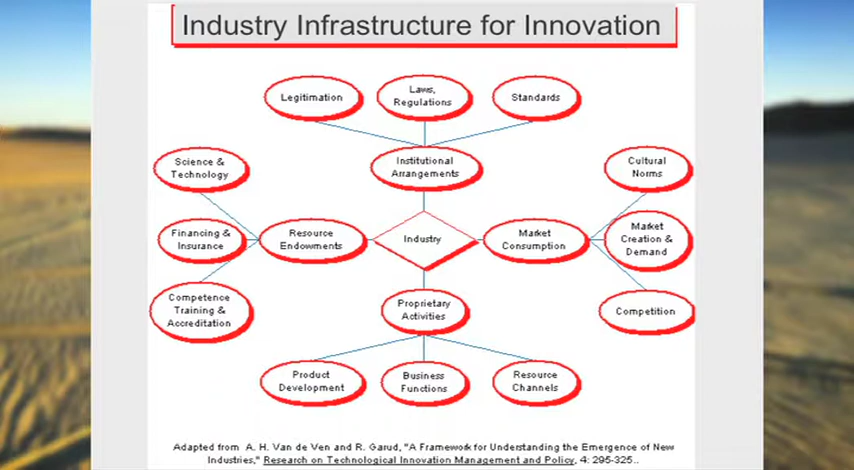 Industry Infrastructure for Innovation
Legitimation
Laws,
Regulations
Standards
Science &
Technology
Institutional
Arrangements
Cultural
Norms
Financing &
Insurance
Resource
Endowments
Industry
Market
Consumption
Market
Creation &
Demand
Competence
Training &
Accreditation
Proprietary
Activities
Competition
Product
Development
Business
Functions
Resource
Channels
Adapted from A. H. Van de Ven and R. Garud, "A Framework for Understanding the Emergence of New
Industries," Research on Technological Innovation Management and Policy, 4: 295-325..